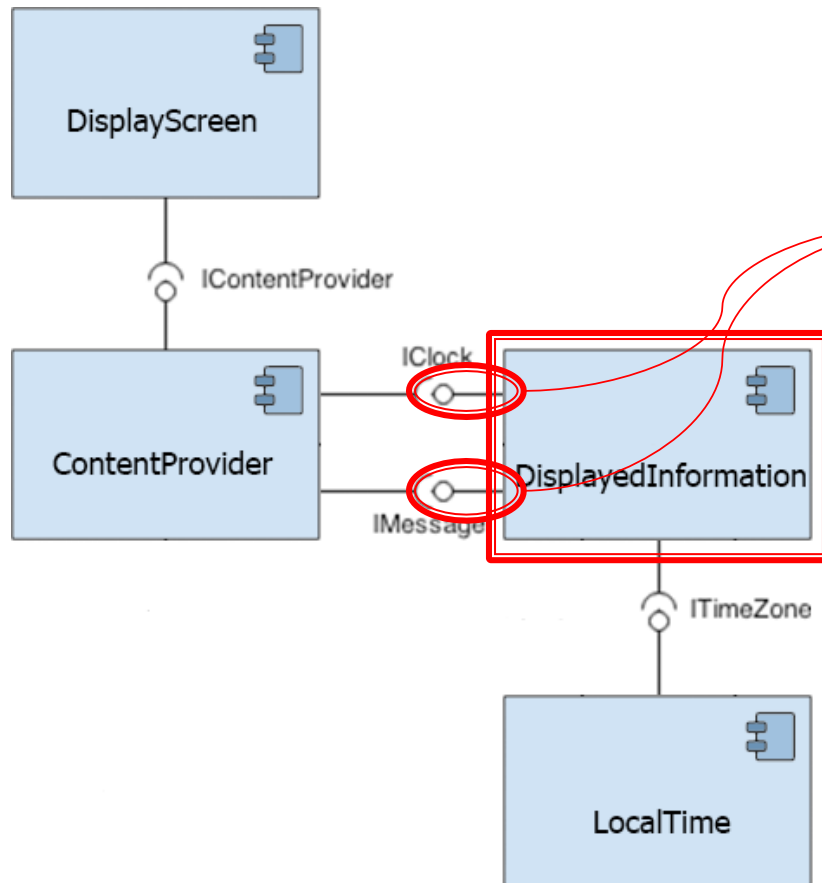 DisplayScreen
IContentProvider
IClock
ContentProvider
DisplayedInformation
IMessage
ITimeZone
LocalTime